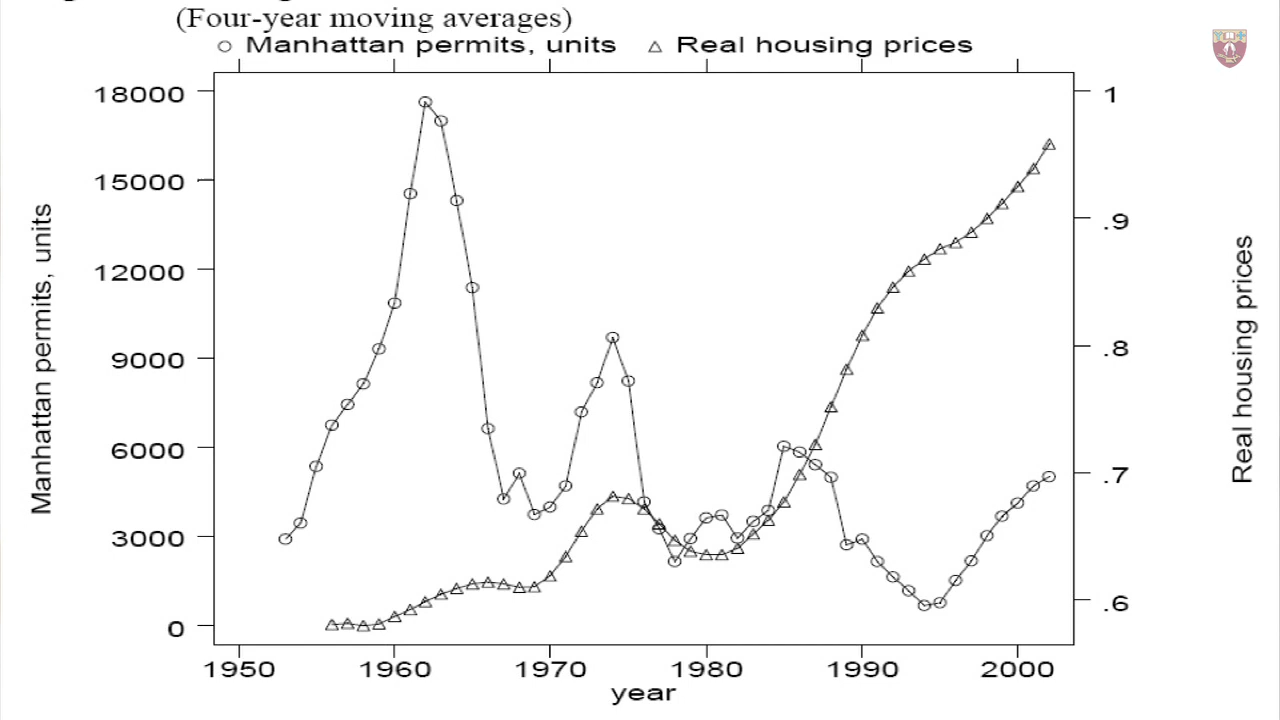 (Four-year moving averages)
Manhattan permits, units Real housing prices
18000
15000
12000
9000
6000
3000
0
Manhattan permits, units
1
.9
.8
.7
.6
Real housing prices
1950 1960 1970 1980 1990 2000
year